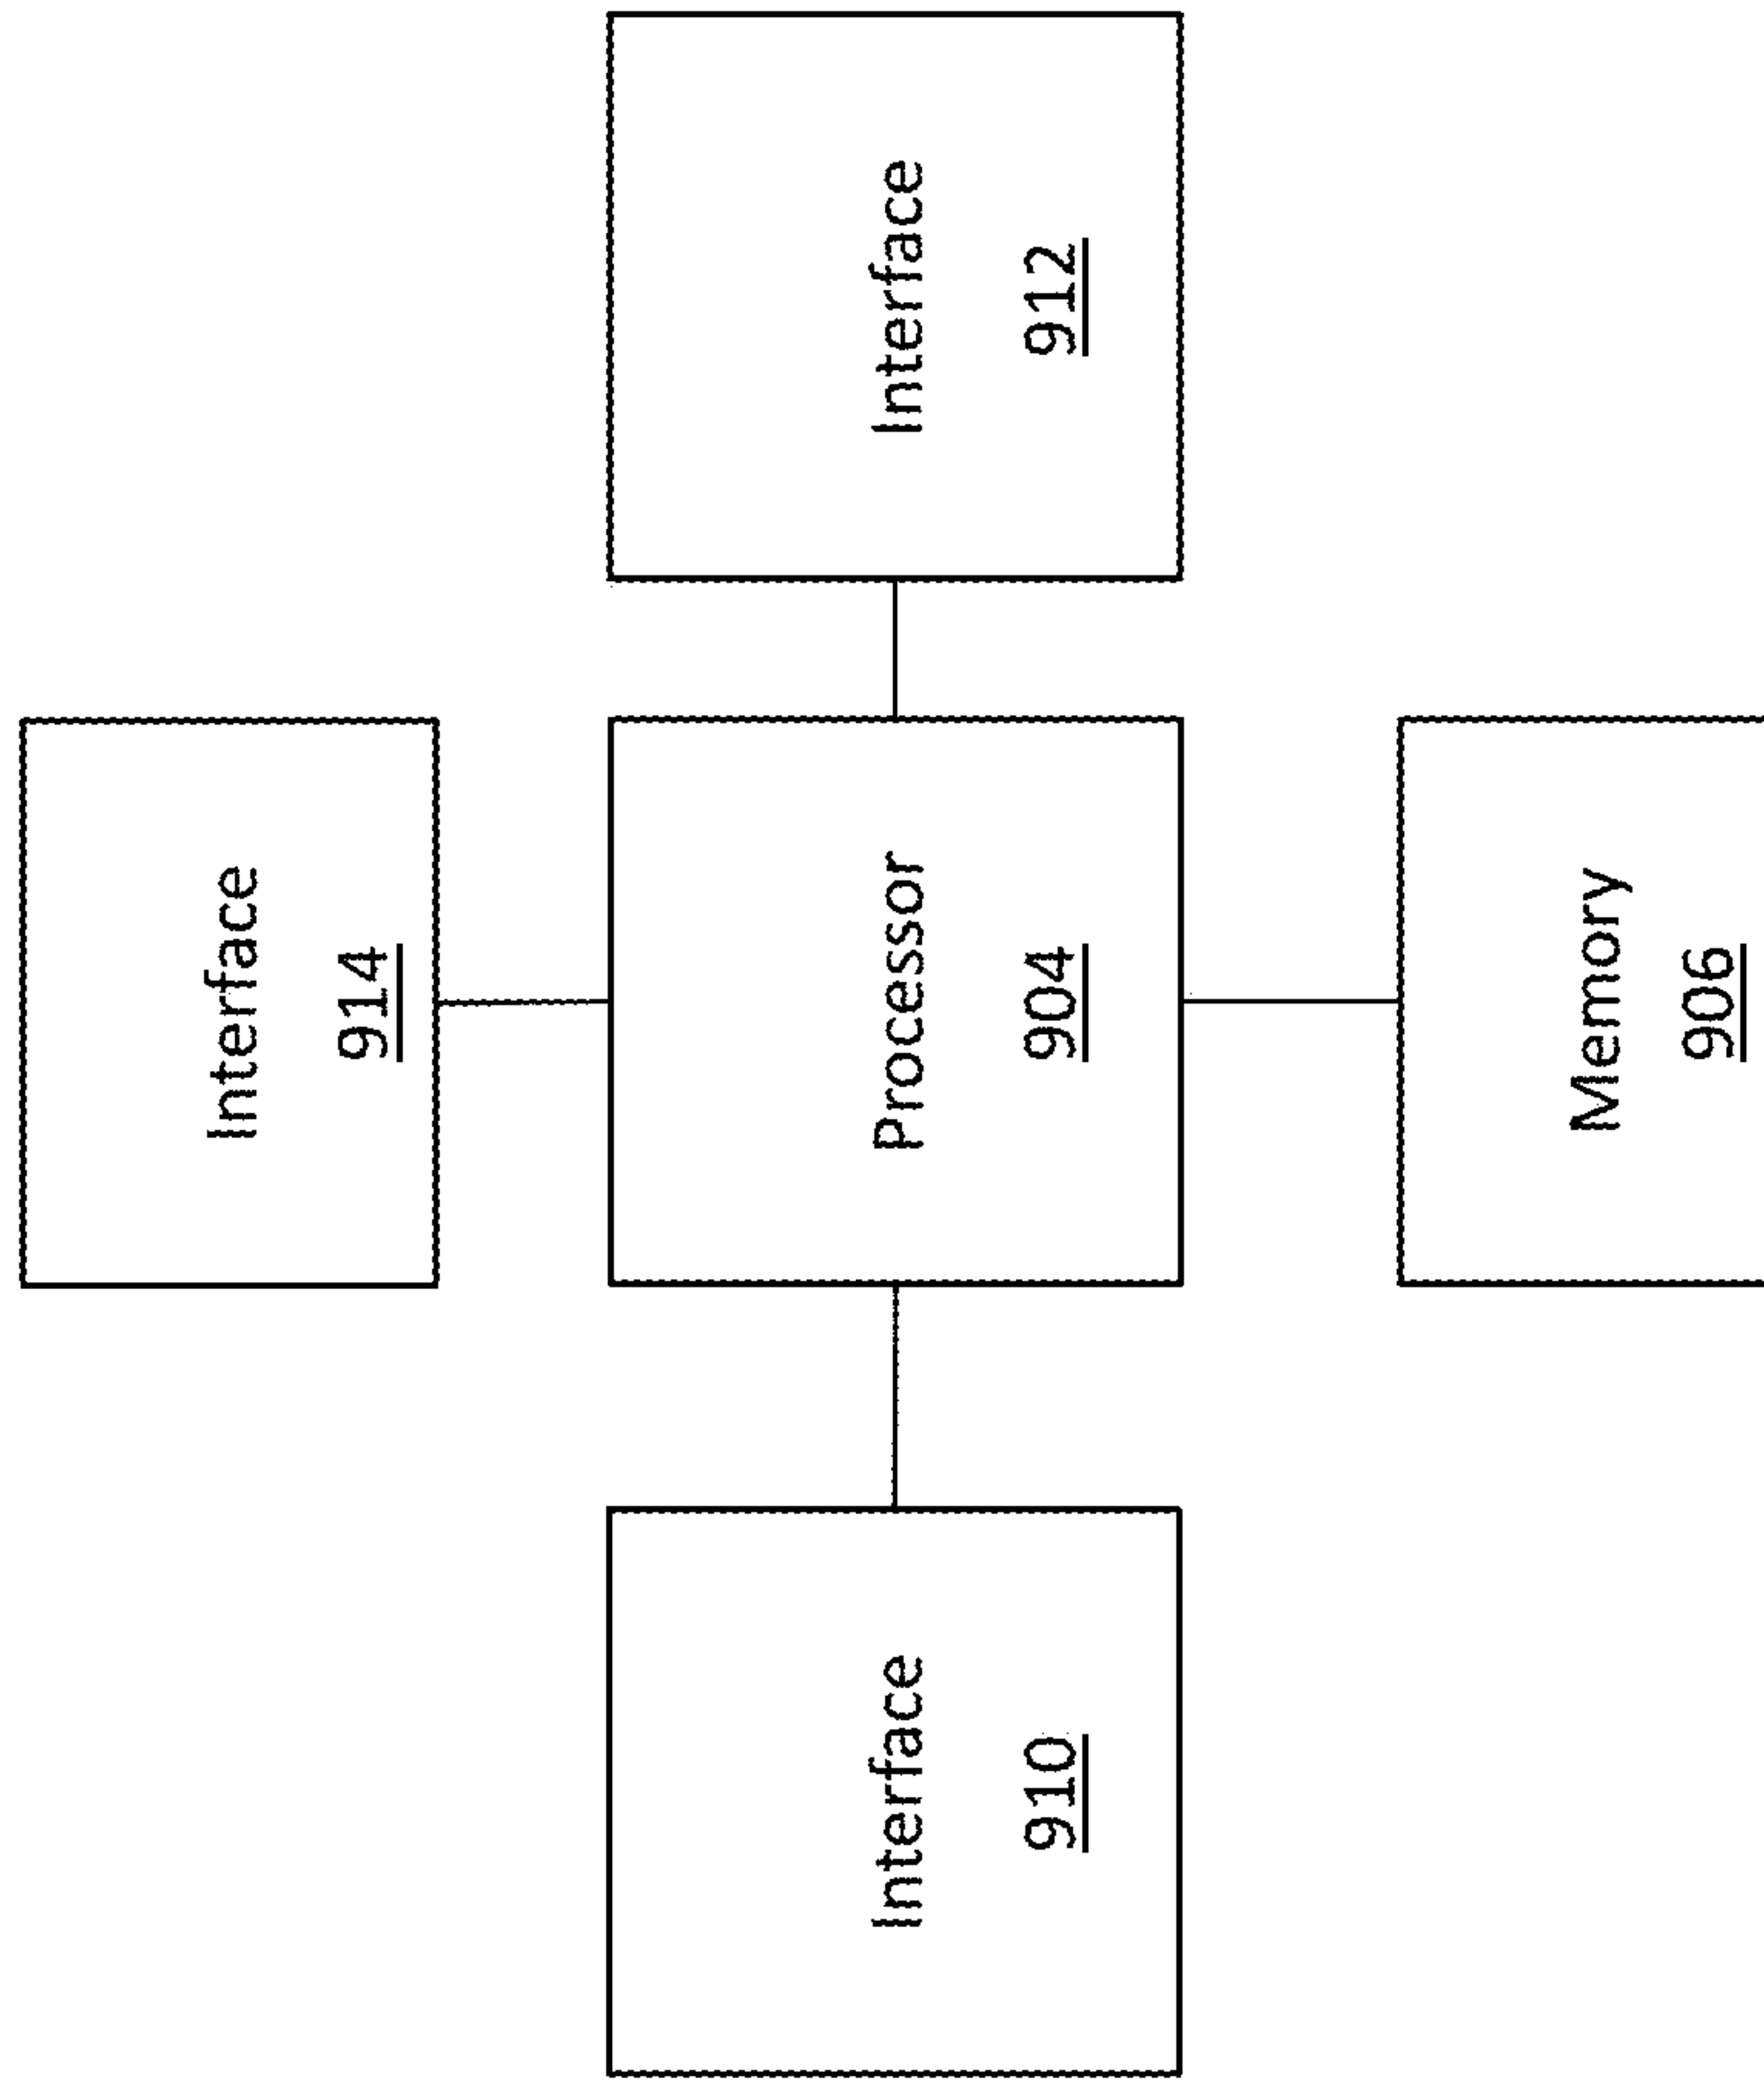 Interface
914
Interface
910
Processor
904
Interface
912
Memory
906